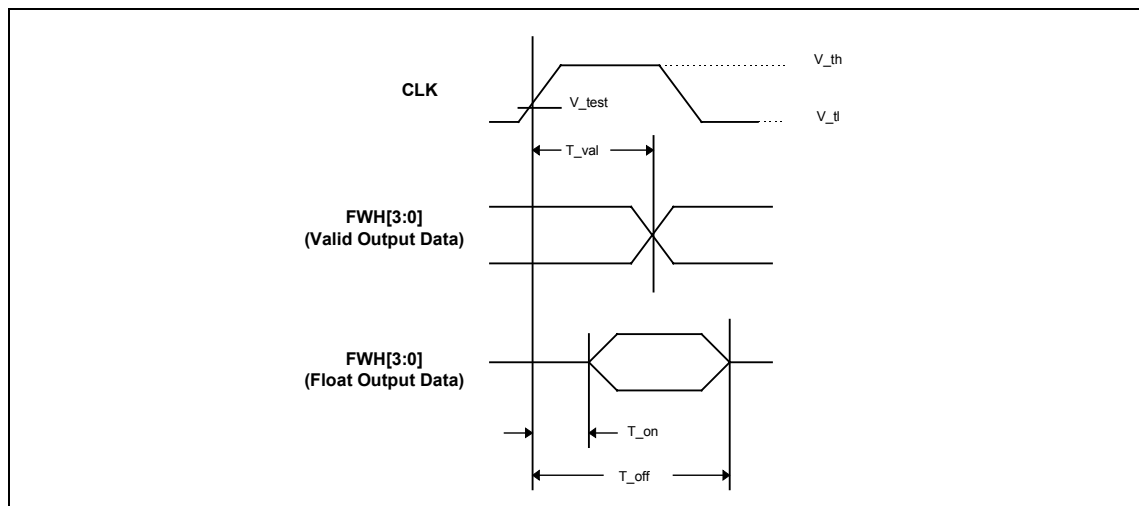 V_th
CLK
V_test
V_tl
T_val
FWH[3:0]
(Valid Output Data)
FWH[3:0]
(Float Output Data)
T_on
T_off